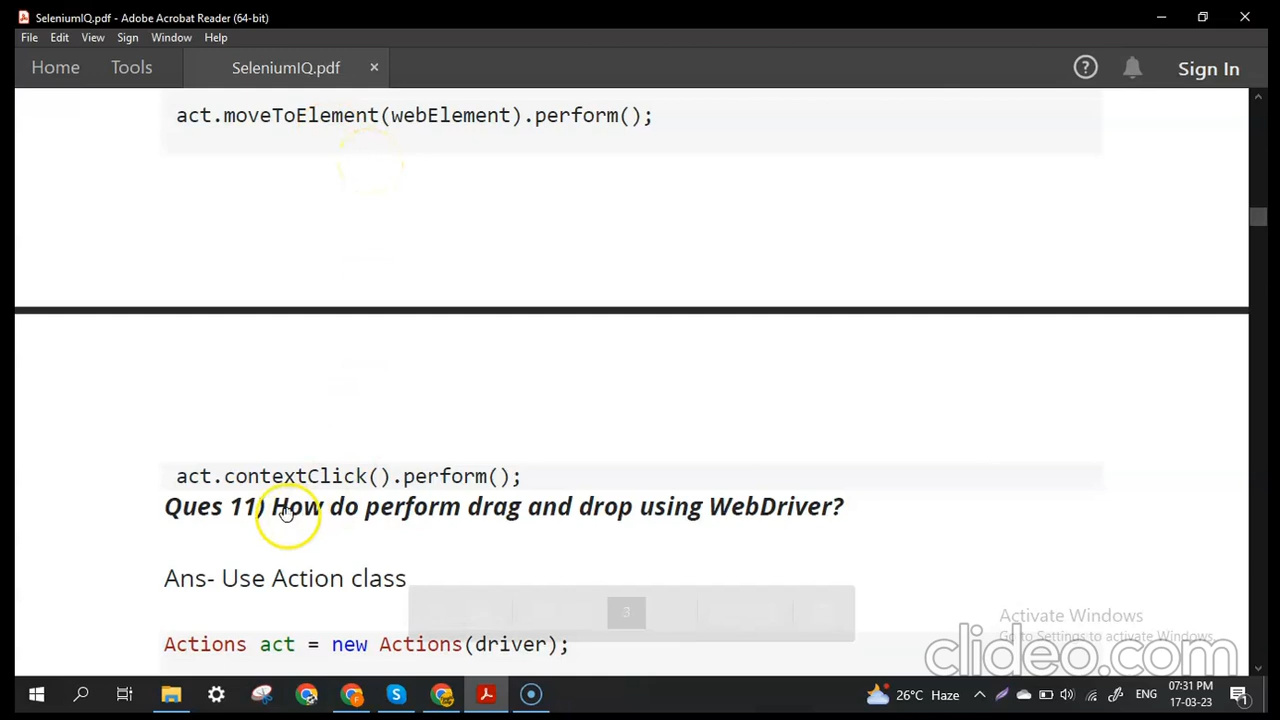 SeleniumIQ.pdf - Adobe Acrobat Reader (64-bit)
File Edit View Sign Window Help
Home Tools SeleniumIQ.pdf × Sign In
act.moveToElement(webElement).perform();
act.contextClick().perform();
Ques 11) How do perform drag and drop using WebDriver?
Ans- Use Action class
3
Actions act = new Actions(driver);
Activate Windows
Go to Settings to activate Windows.
clideo.com
26°C Haze ENG 07:31 PM
17-03-23